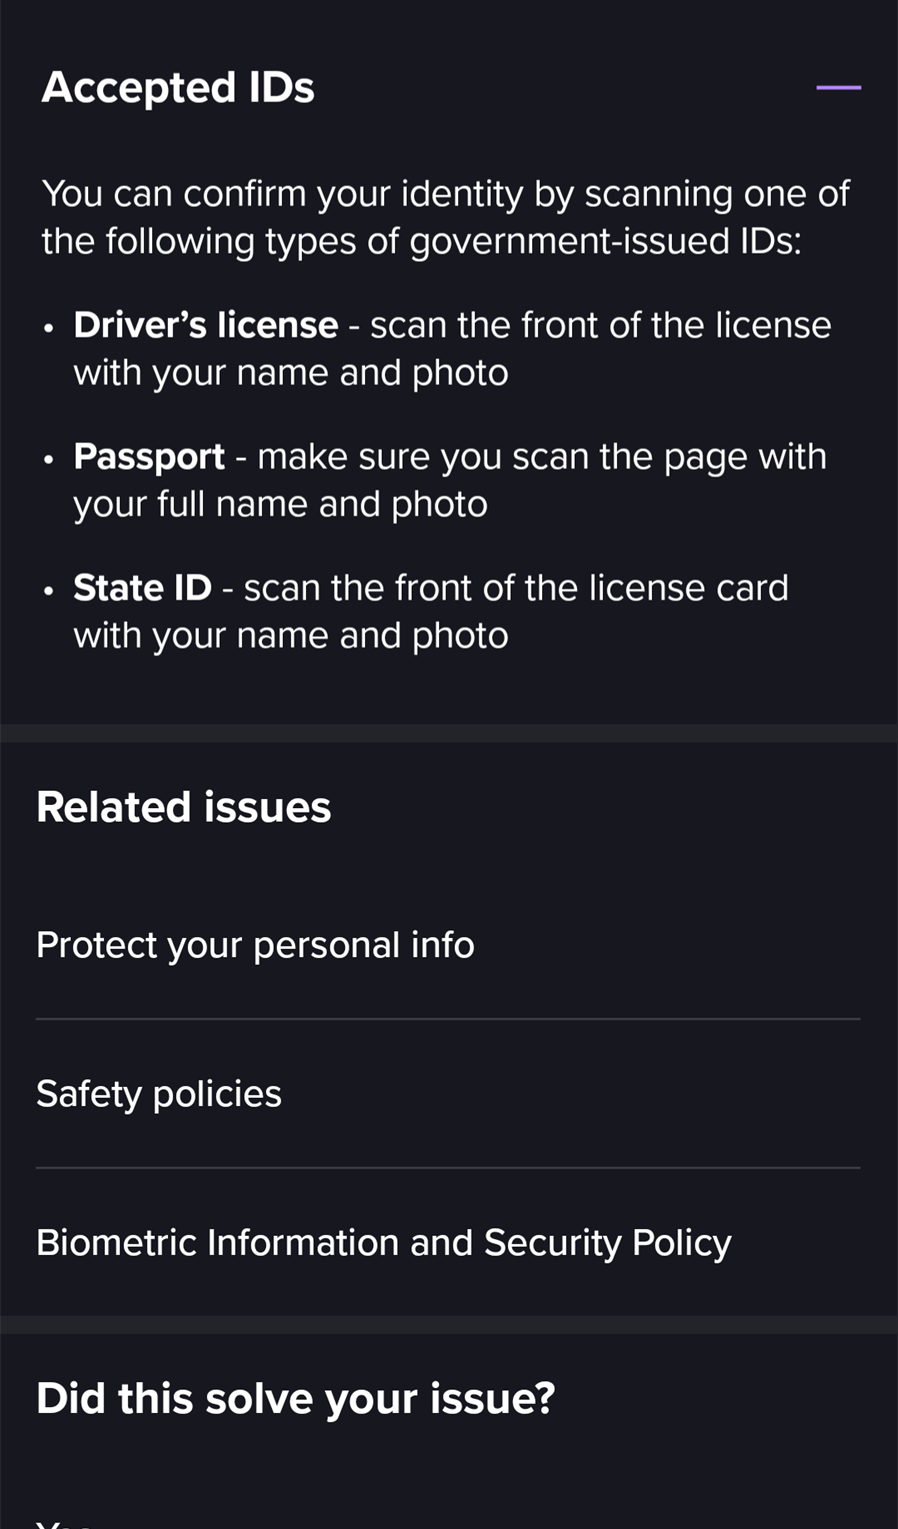 Accepted IDs
You can confirm your identity by scanning one of
the following types of government-issued IDs:
• Driver’s license - scan the front of the license
with your name and photo
• Passport - make sure you scan the page with
your full name and photo
• State ID - scan the front of the license card
with your name and photo
Related issues
Protect your personal info
Safety policies
Biometric Information and Security Policy
Did this solve your issue?